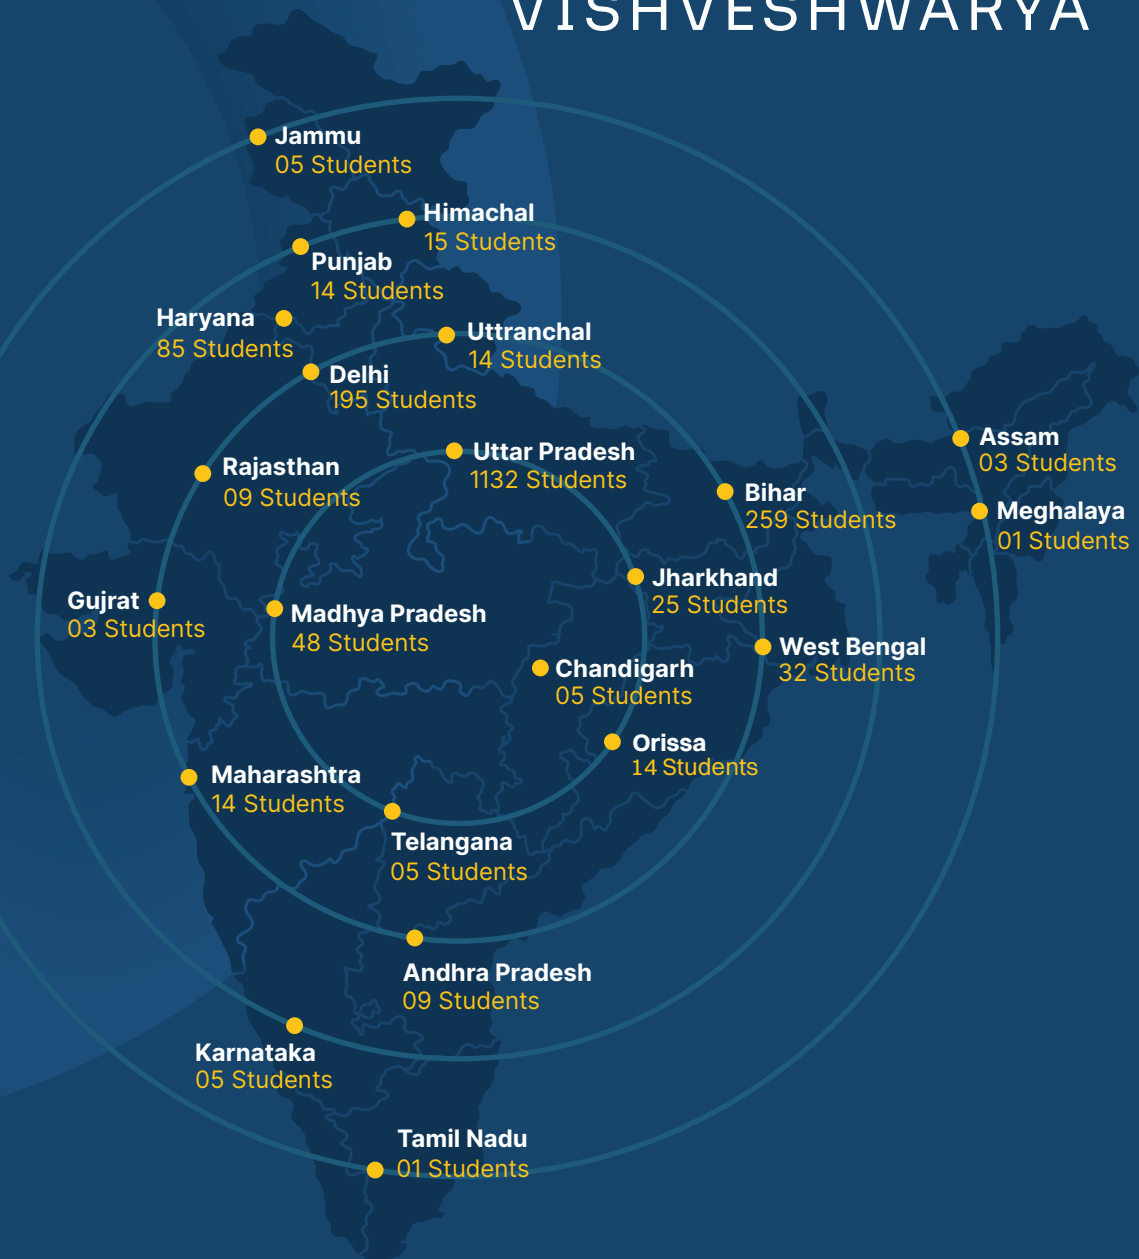 VISHVESHWARYA
Jammu
05 Students
Himachal
15 Students
Punjab
14 Students
Haryana
85 Students
Uttranchal
14 Students
Delhi
195 Students
Uttar Pradesh
1132 Students
Rajasthan
09 Students
Bihar
259 Students
Assam
03 Students
Meghalaya
01 Students
Jharkhand
25 Students
Gujrat
03 Students
Madhya Pradesh
48 Students
West Bengal
32 Students
Chandigarh
05 Students
Orissa
14 Students
Maharashtra
14 Students
Telangana
05 Students
Andhra Pradesh
09 Students
Karnataka
05 Students
Tamil Nadu
01 Students